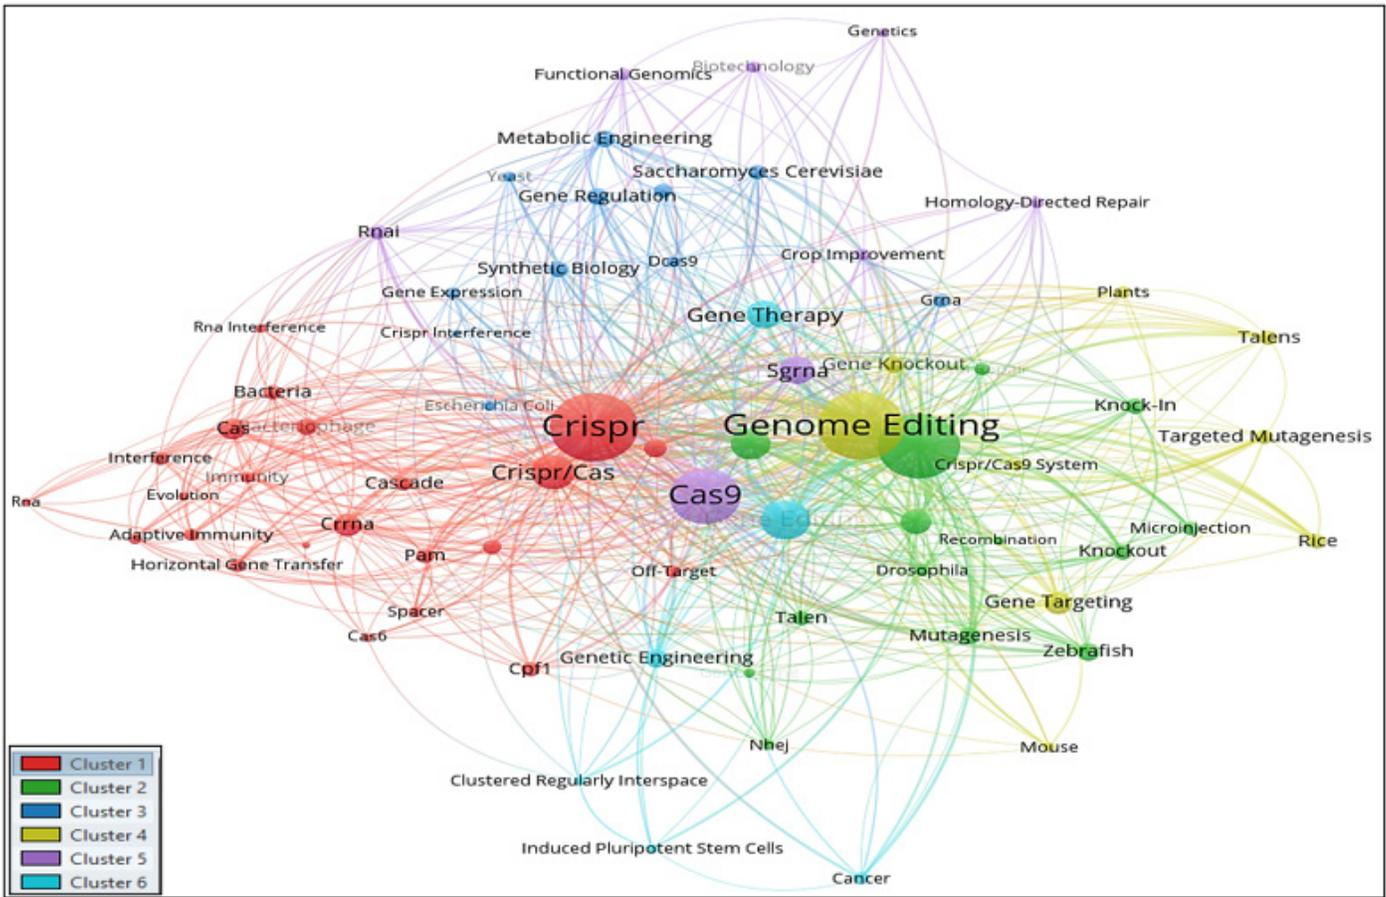 Genetics
Biotechnology
Functional Genomics
Metabolic Engineering
Saccharomyces Cerevisiae
Yeast
Gene Regulation
Homology-Directed Repair
Rnai
Crop Improvement
Dcas9
Synthetic Biology
Gene Expression
Plants
Grna
Gene Therapy
Rna Interference
Crispr Interference
Talens
Gene Knockout
Sgrna
Bacteria
Escherichia Coli
Knock-In
Crispr
Genome Editing
Cas
Bacteriophage
Targeted Mutagenesis
Interference
Crispr/Cas9 System
Crispr/Cas
Immunity
Cascade
Evolution
Cas9
Rna
Gene Editing
Crrna
Microinjection
Adaptive Immunity
Recombination
Rice
Knockout
Pam
Horizontal Gene Transfer
Off-Target
Drosophila
Gene Targeting
Spacer
Talen
Cas6
Mutagenesis
Zebrafish
Genetic Engineering
Cpf1
Nhej
Mouse
Clustered Regularly Interspace
Induced Pluripotent Stem Cells
Cancer
Cluster 1
Cluster 2
Cluster 3
Cluster 4
Cluster 5
Cluster 6